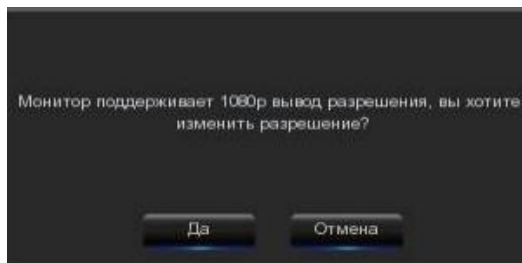 Монитор поддерживает 1080p вывод разрешения, вы хотите
изменить разрешение?
Да
Отмена